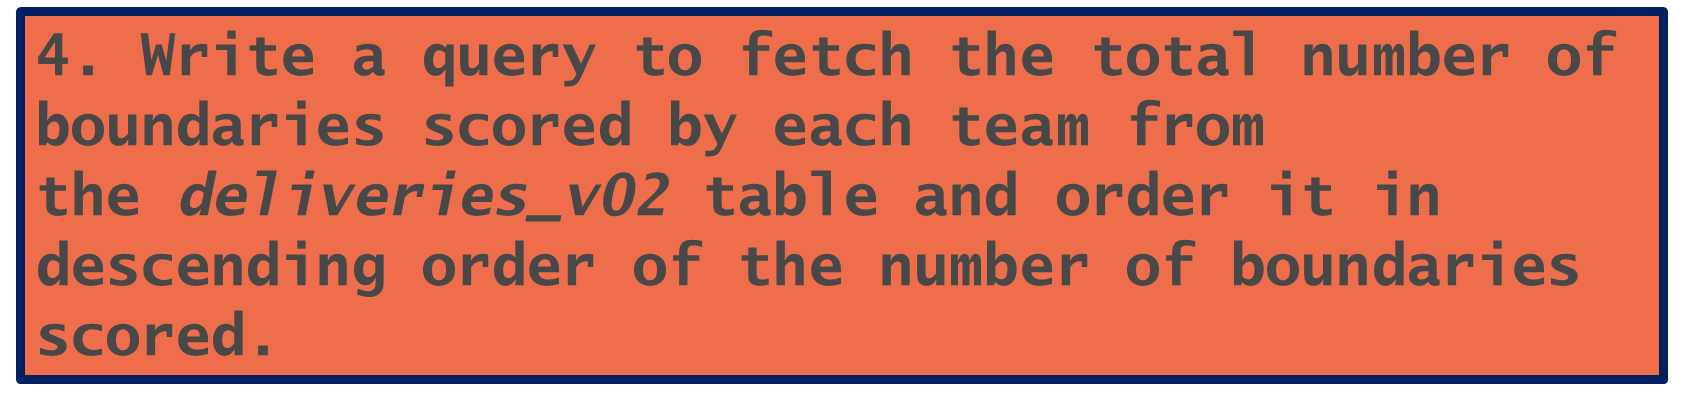 4. Write a query to fetch the total number of
boundaries scored by each team from
the deliveries_v02 table and order it in
descending order of the number of boundaries
scored.